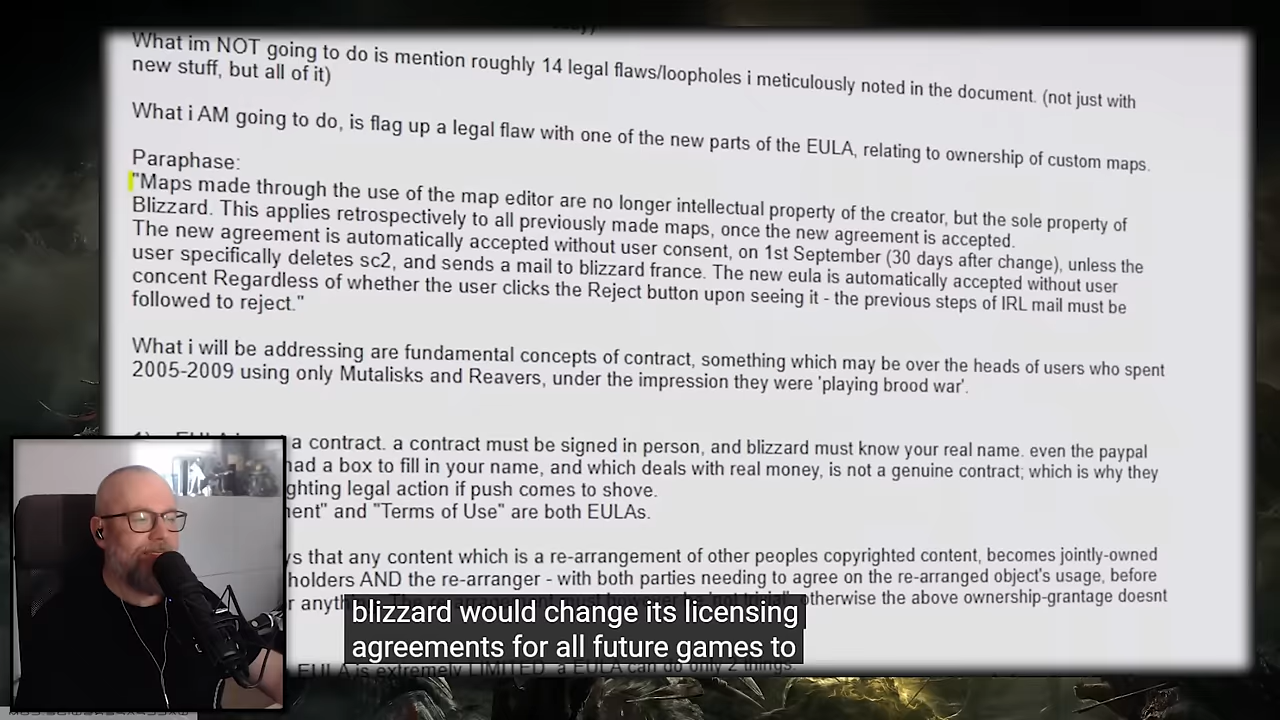 What im NOT going to do is mention roughly 14 legal flaws/loopholes i meticulously noted in the document. (not just with
new stuff, but all of it)
What i AM going to do, is flag up a legal flaw with one of the new parts of the EULA, relating to ownership of custom maps.
Paraphase:
"Maps made through the use of the map editor are no longer intellectual property of the creator, but the sole property of
Blizzard. This applies retrospectively to all previously made maps, once the new agreement is accepted.
The new agreement is automatically accepted without user consent, on 1st September (30 days after change), unless the
user specifically deletes sc2, and sends a mail to blizzard france. The new eula is automatically accepted without user
concent Regardless of whether the user clicks the Reject button upon seeing it - the previous steps of IRL mail must be
followed to reject."
What i will be addressing are fundamental concepts of contract, something which may be over the heads of users who spent
2005-2009 using only Mutalisks and Reavers, under the impression they were 'playing brood war'.
a contract. a contract must be signed in person, and blizzard must know your real name. even the paypal
had a box to fill in your name, and which deals with real money, is not a genuine contract; which is why they
legal action if push comes to shove.
and "Terms of Use" are both EULAs.
that any content which is a re-arrangement of other peoples copyrighted content, becomes jointly-owned
holders AND the re-arranger - with both parties needing to agree on the re-arranged object's usage, before
otherwise the above ownership-grantage doesnt
EULA is extremely LIMITED. a EULA can do only 2 things.
blizzard would change its licensing
agreements for all future games to